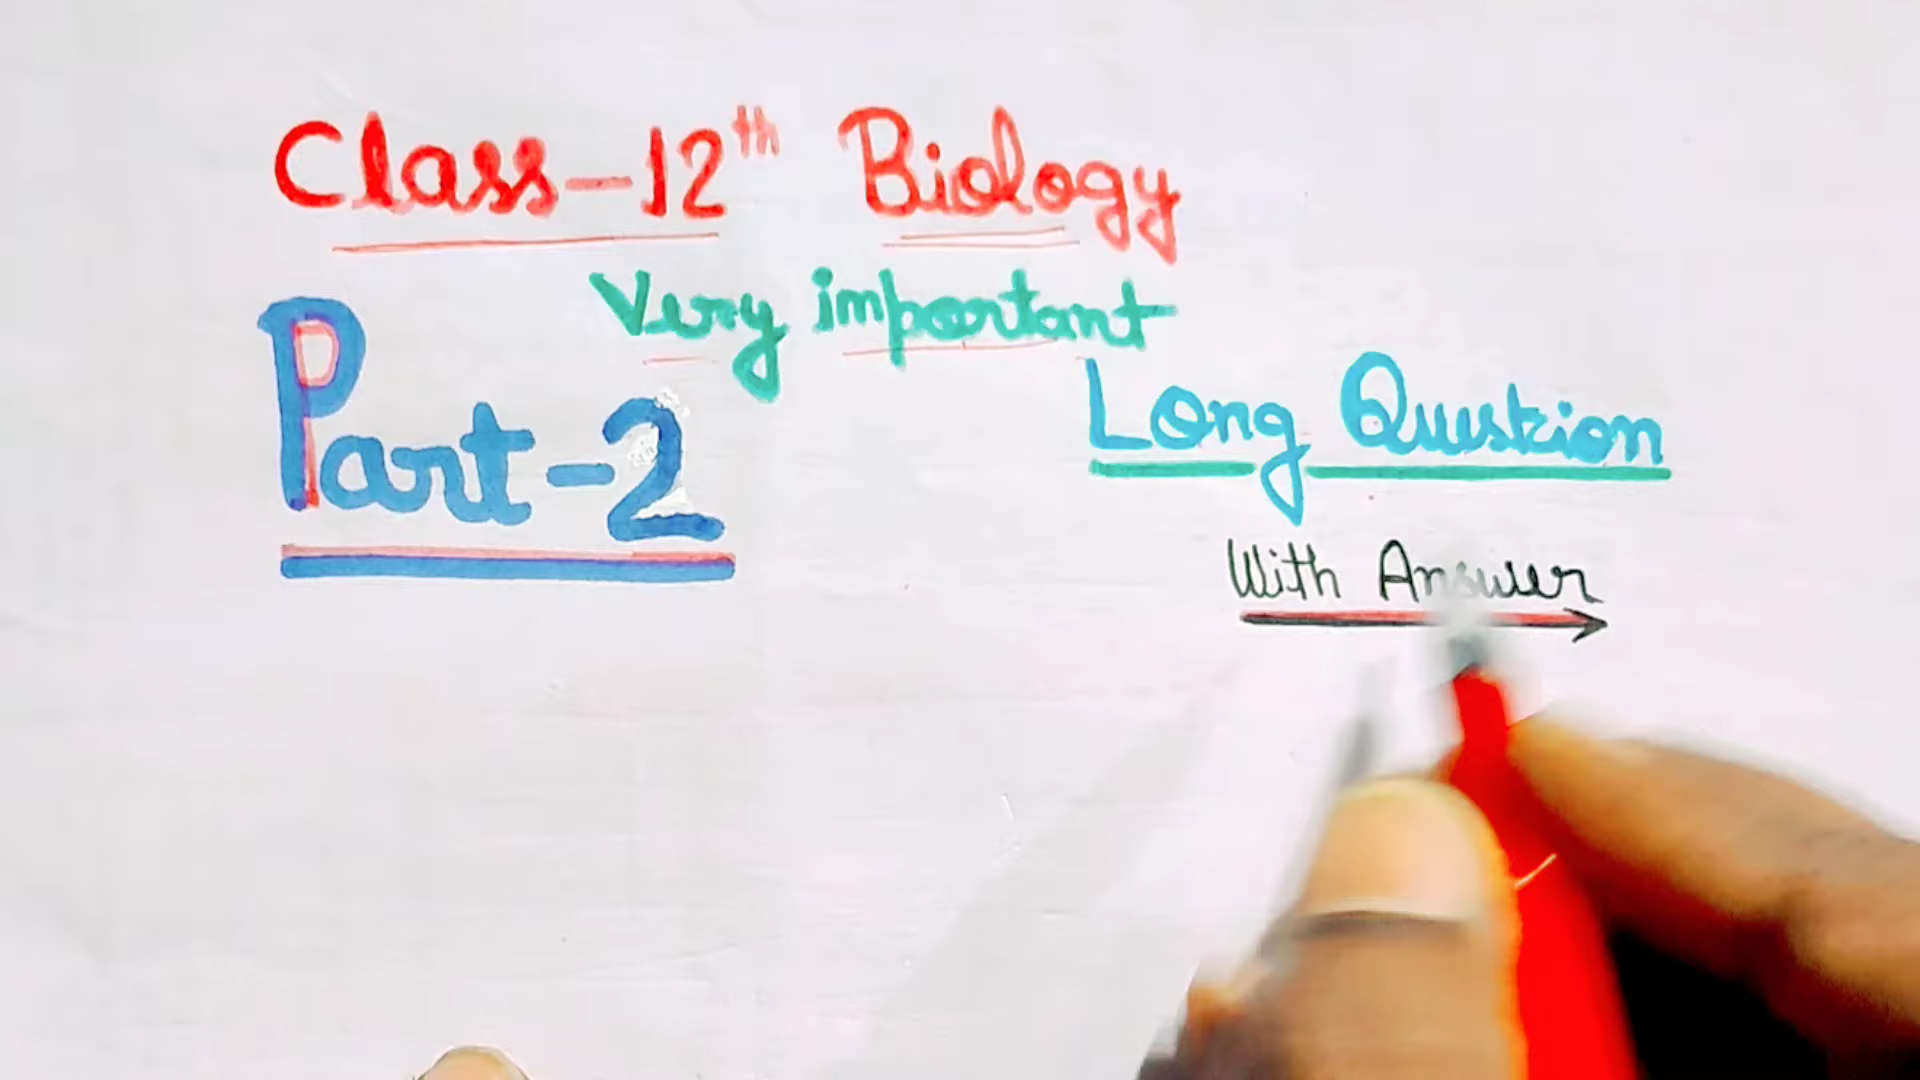 Class-12th Biology
Very important
Part-2
Long Question
With Answer